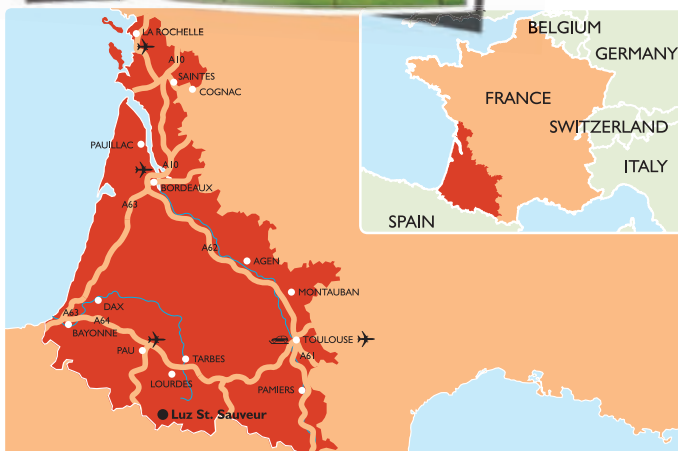 LA ROCHELLE
A10
SAINTES
COGNAC
PAUILLAC
A10
BORDEAUX
A63
A62
AGEN
MONTAUBAN
DAX
A63
A64
BAYONNE
TOULOUSE
PAU
A61
TARBES
LOURDES
PAMIERS
Luz St. Sauveur
BELGIUM
GERMANY
FRANCE
SWITZERLAND
ITALY
SPAIN